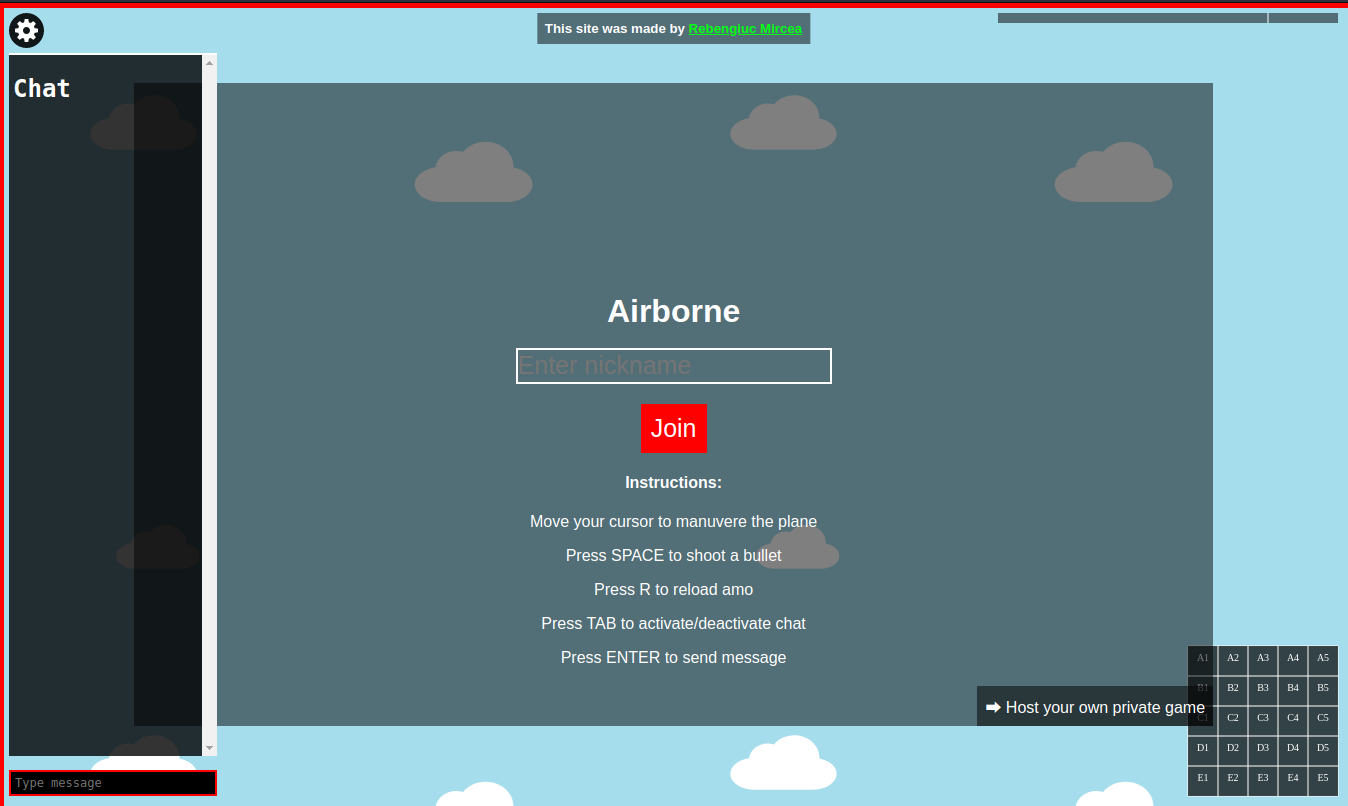 This site was made by Rebengiuc Mircea
Chat
Airborne
Enter nickname
Join
Instructions:
Move your cursor to manuvere the plane
Press SPACE to shoot a bullet
Press R to reload amo
Press TAB to activate/deactivate chat
Press ENTER to send message
A1 A2 A3 A4 A5
B1 B2 B3 B4 B5
➡ Host your own private game
C1 C2 C3 C4 C5
D1 D2 D3 D4 D5
E1 E2 E3 E4 E5
Type message